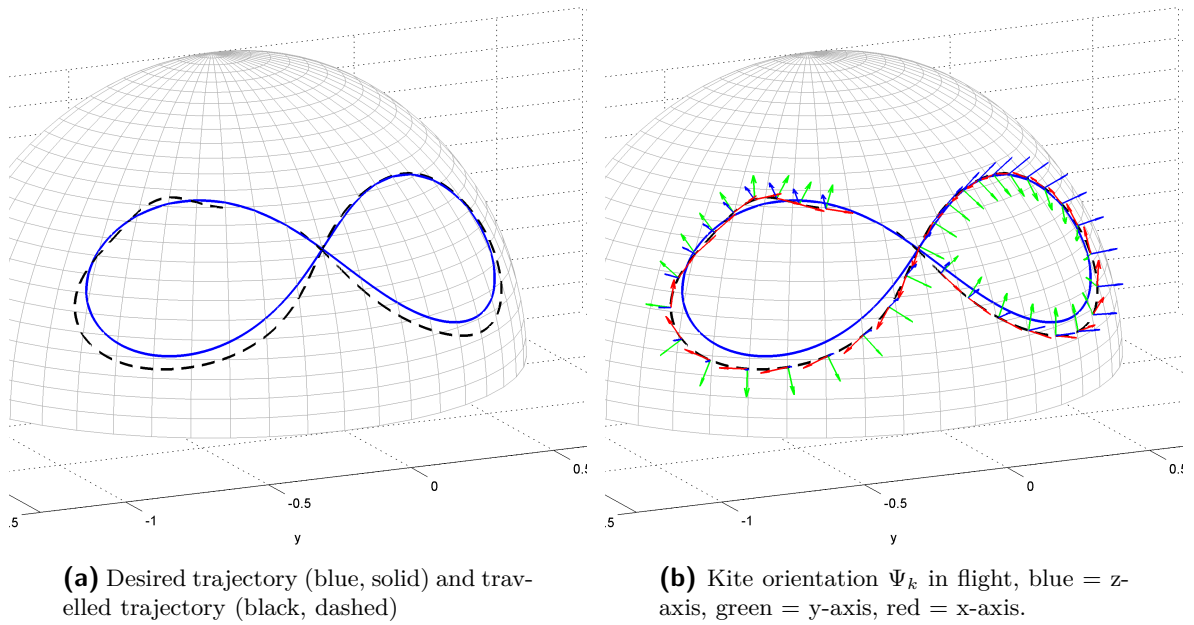 0.5
0
-0.5
-1
.5
y
0.5
0
-0.5
-1
.5
y
(a) Desired trajectory (blue, solid) and trav-
elled trajectory (black, dashed)
(b) Kite orientation Ψk in flight, blue = z-
axis, green = y-axis, red = x-axis.